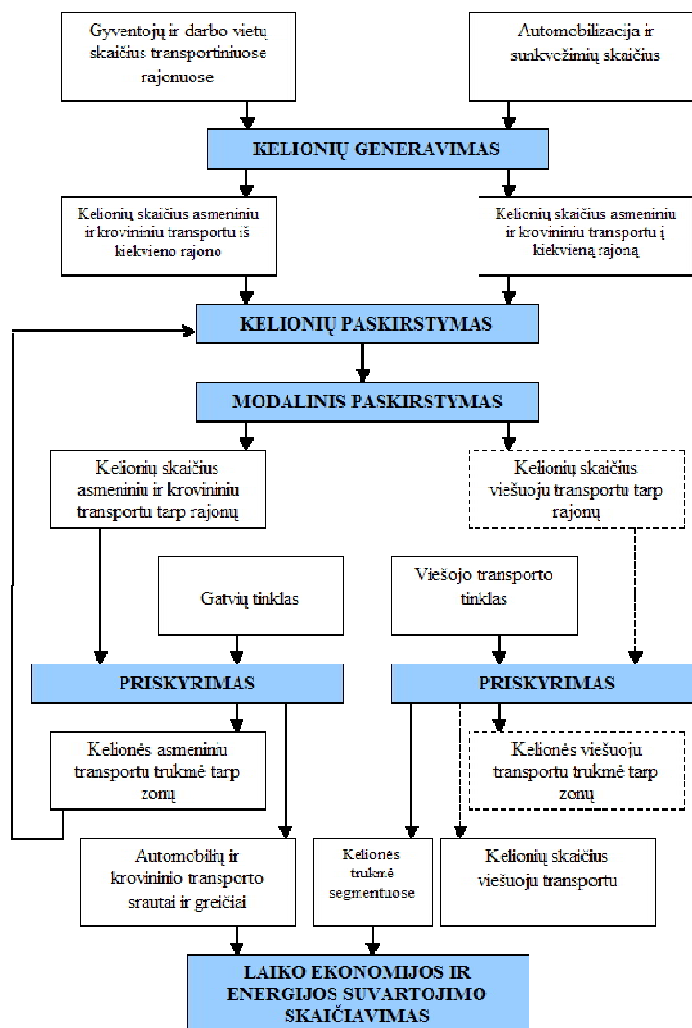 Gyventojų ir darbo vietų
skaičius transportiniuose
rajonuose
Automobilizacija ir
sunkvežimių skaičius
KELIONIŲ GENERAVIMAS
Kelionių skaičius asmeniniu
ir krovininiu transportu iš
kiekvieno rajono
Kelionių skaičius asmeniniu
ir krovininiu transportu į
kiekvieną rajoną
KELIONIŲ PASKIRSTYMAS
MODALINIS PASKIRSTYMAS
Kelionių skaičius
asmeniniu ir krovininiu
transportu tarp rajonų
Kelionių skaičius
viešuoju transportu tarp
rajonų
Gatvių tinklas
Viešojo transporto
tinklas
PRISKYRIMAS
PRISKYRIMAS
Kelionės asmeniniu
transportu trukmė tarp
zonų
Kelionės viešuoju
transportu trukmė tarp
zonų
Automobilių ir
krovininio transporto
srautai ir greičiai
Kelionės
trukmė
segmentuose
Kelionių skaičius
viešuoju transportu
LAIKO EKONOMIJOS IR
ENERGIJOS SUVARTOJIMO
SKAIČIAVIMAS